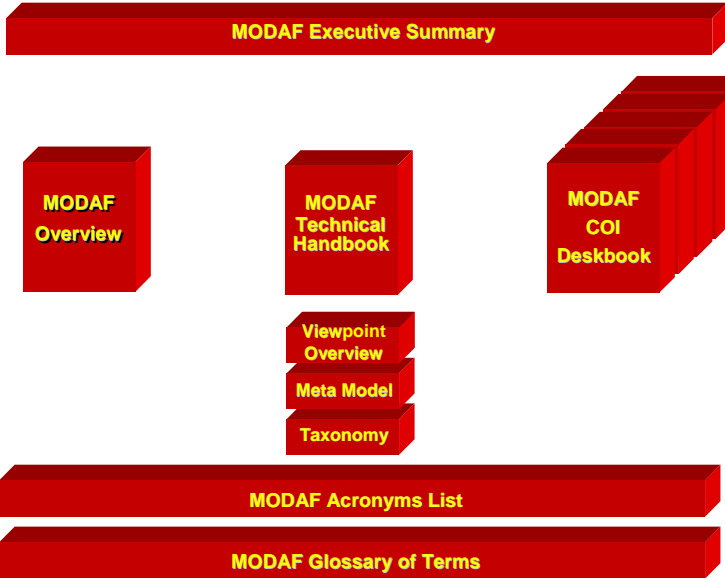 MODAF Executive Summary
MODAF
Overview
MODAF
Technical
Handbook
MODAF
COI
Deskbook
Viewpoint
Overview
Meta Model
Taxonomy
MODAF Acronyms List
MODAF Glossary of Terms